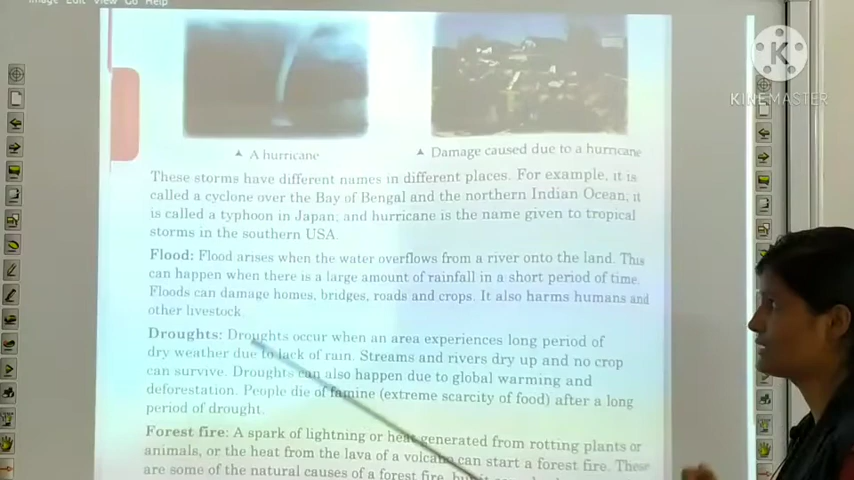 Image Edit View Go Help
K
KINEMASTER
▲ A hurricane
▲ Damage caused due to a hurricane
These storms have different names in different places. For example, it is
called a cyclone over the Bay of Bengal and the northern Indian Ocean, it
is called a typhoon in Japan; and hurricane is the name given to tropical
storms in the southern USA.
Flood: Flood arises when the water overflows from a river onto the land. This
can happen when there is a large amount of rainfall in a short period of time.
Floods can damage homes, bridges, roads and crops. It also harms humans and
other livestock.
Droughts: Droughts occur when an area experiences long period of
dry weather due to lack of rain. Streams and rivers dry up and no crop
can survive. Droughts can also happen due to global warming and
deforestation. People die of famine (extreme scarcity of food) after a long
period of drought.
Forest fire: A spark of lightning or heat generated from rotting plants or
animals, or the heat from the lava of a volcano can start a forest fire. These
are some of the natural causes of a forest fire, but